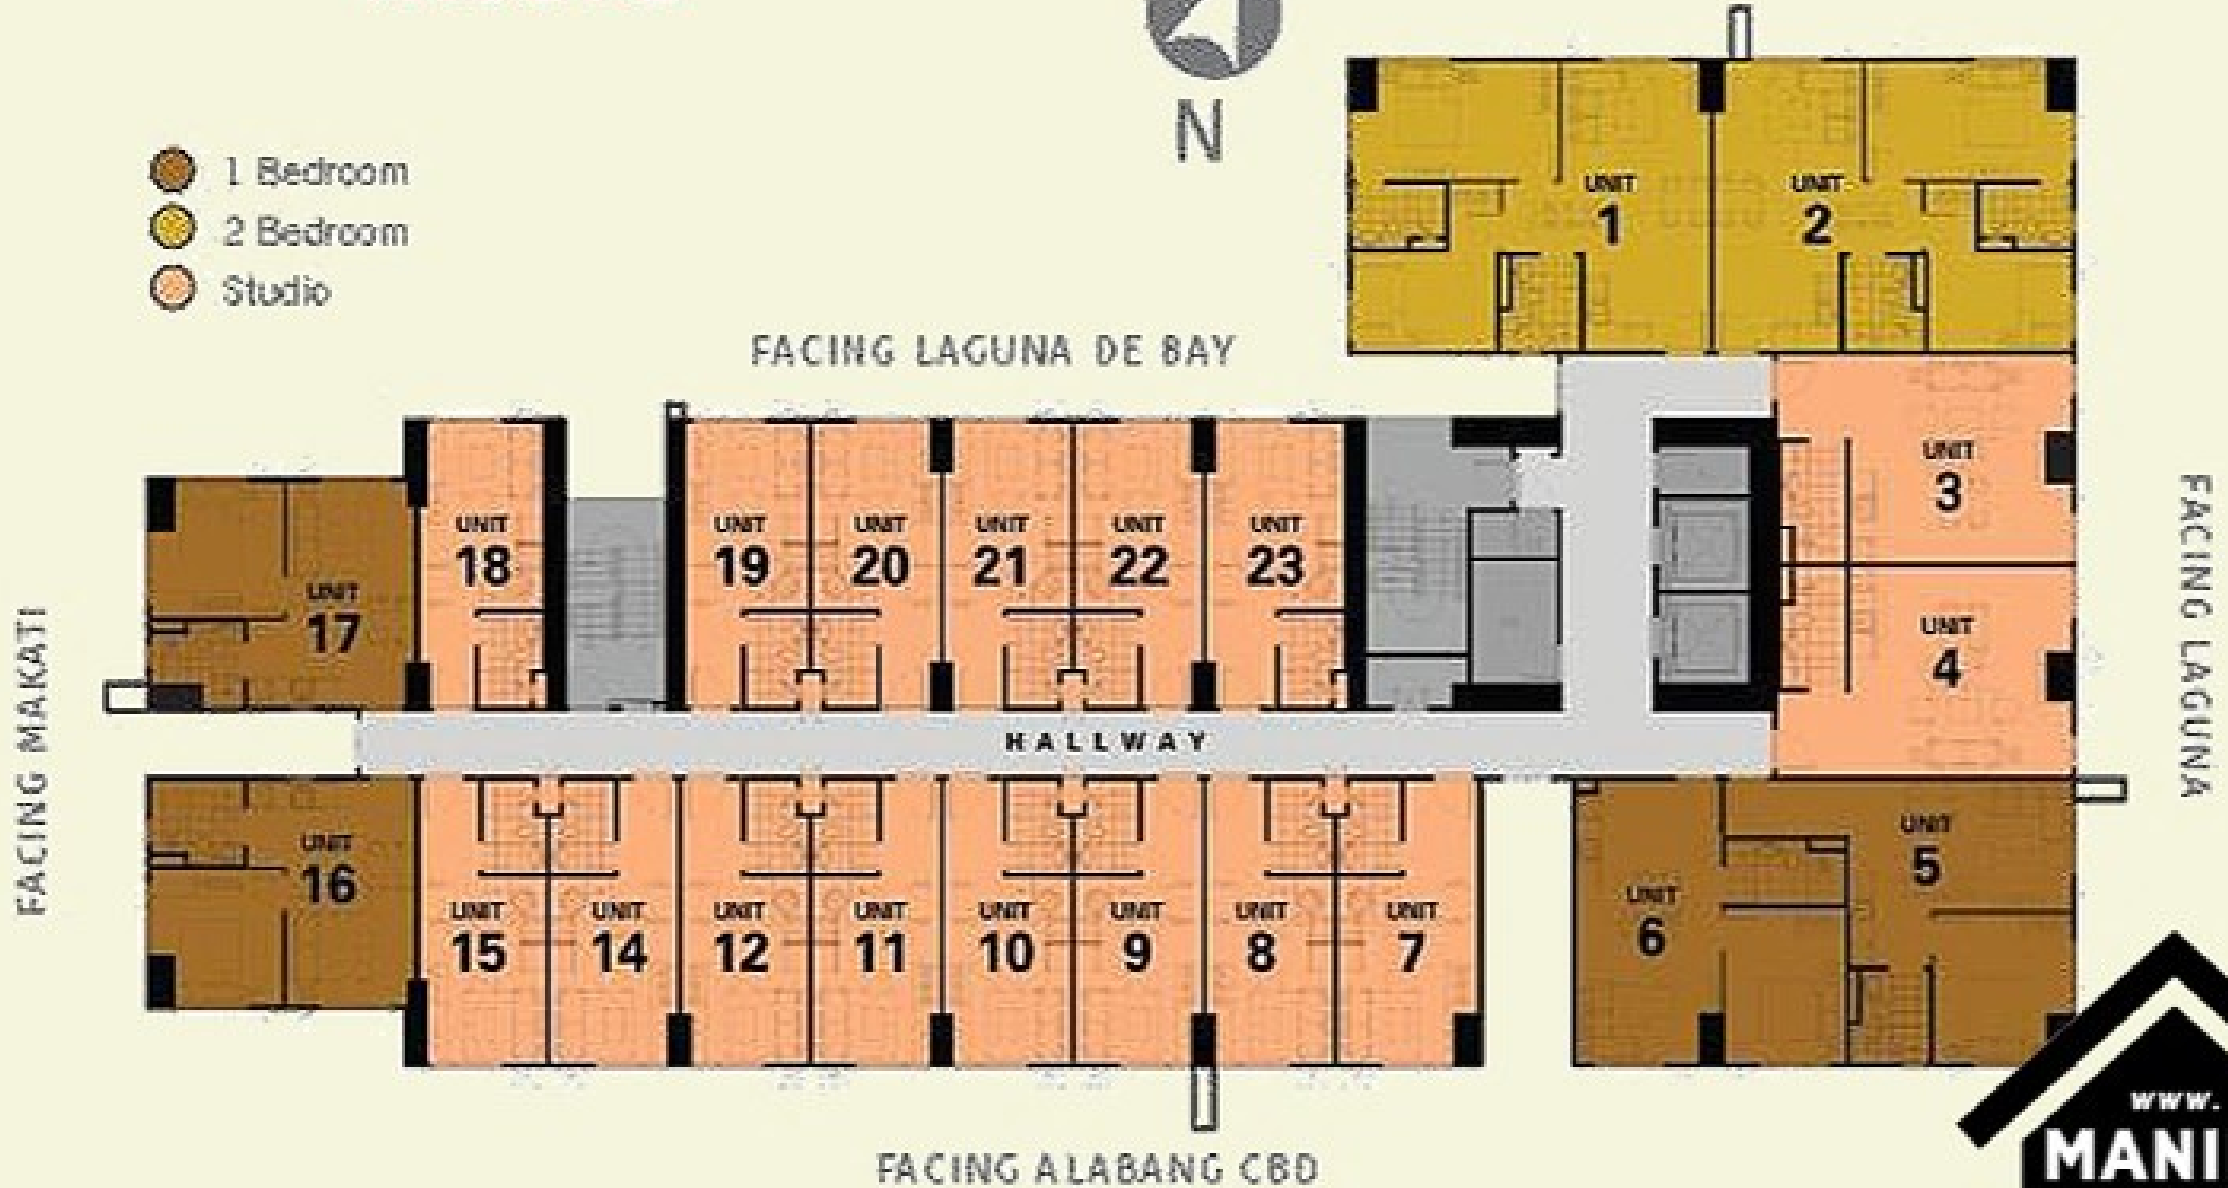 N
1 Bedroom
2 Bedroom
Studio
FACING LAGUNA DE BAY
UNIT
1
UNIT
2
UNIT
3
UNIT
4
UNIT
17
UNIT
18
UNIT
19
UNIT
20
UNIT
21
UNIT
22
UNIT
23
HALLWAY
UNIT
16
UNIT
15
UNIT
14
UNIT
12
UNIT
11
UNIT
10
UNIT
9
UNIT
8
UNIT
7
UNIT
6
UNIT
5
FACING MAKATI
FACING LAGUNA
FACING ALABANG CBD
www.
MANI